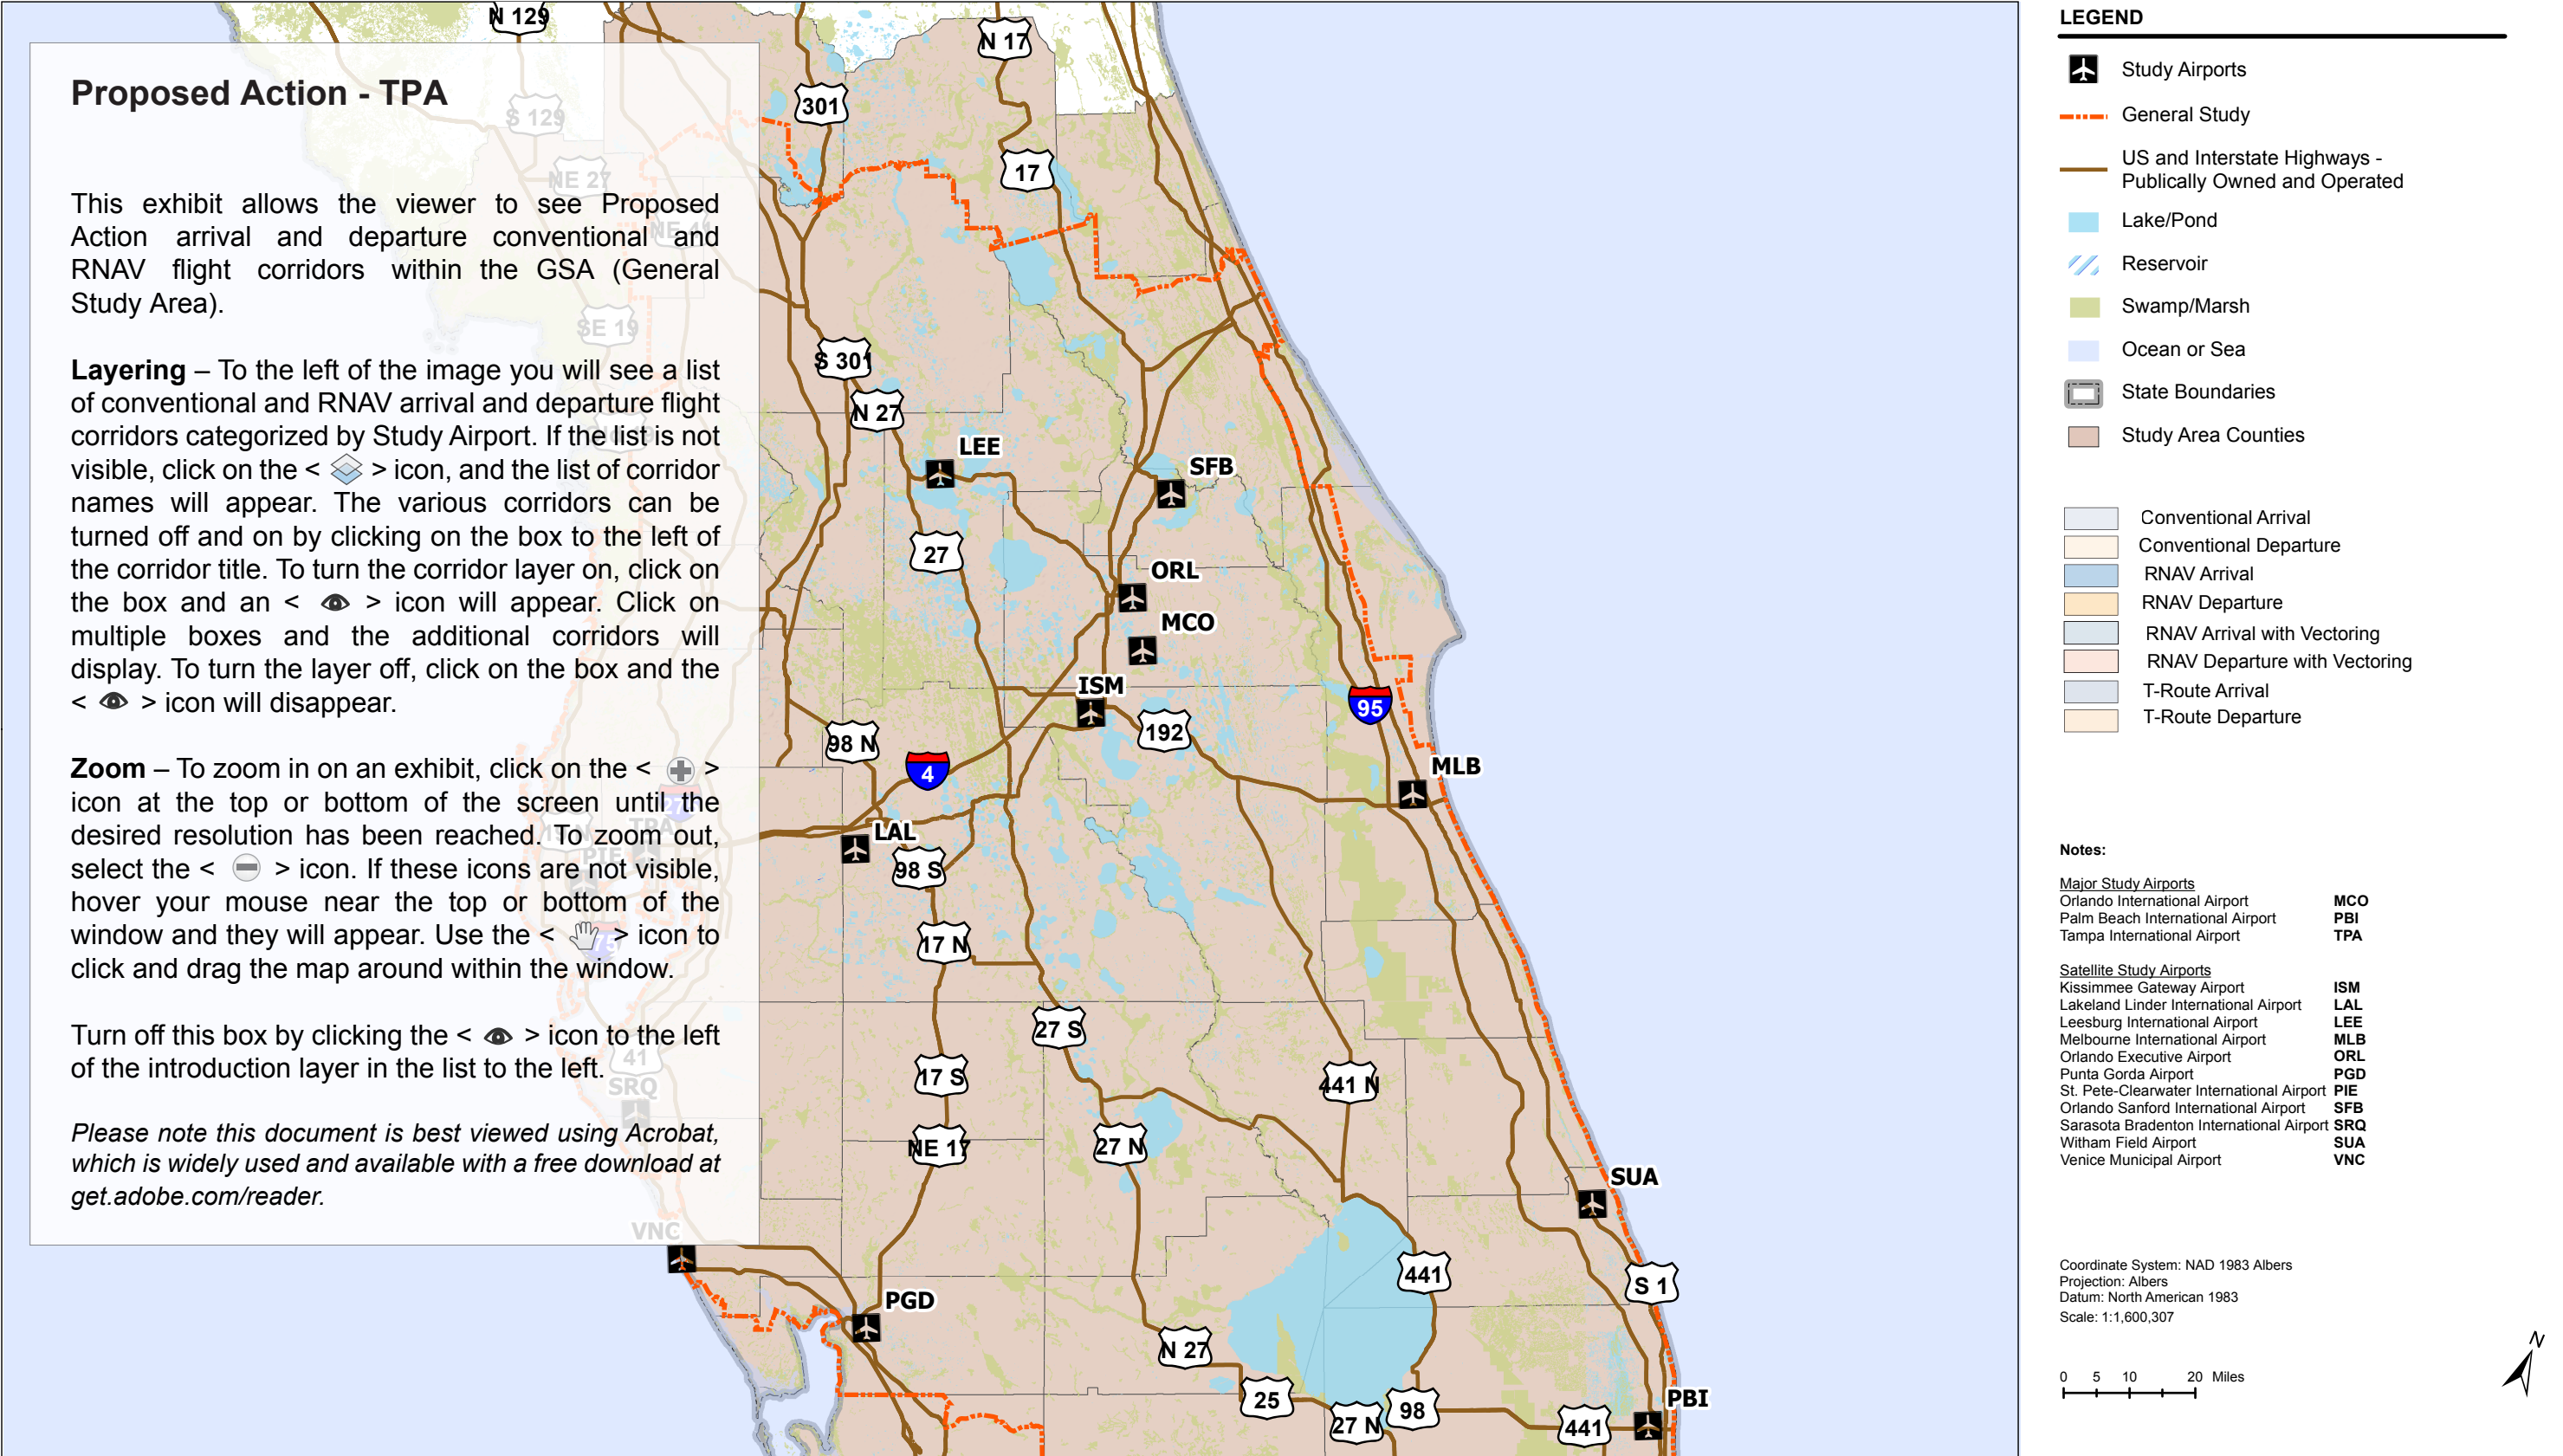 Proposed Action - TPA
This exhibit allows the viewer to see Proposed
Action arrival and departure conventional and
RNAV flight corridors within the GSA (General
Study Area).
Layering – To the left of the image you will see a list
of conventional and RNAV arrival and departure flight
corridors categorized by Study Airport. If the list is not
visible, click on the < > icon, and the list of corridor
names will appear. The various corridors can be
turned off and on by clicking on the box to the left of
the corridor title. To turn the corridor layer on, click on
the box and an < > icon will appear. Click on
multiple boxes and the additional corridors will
display. To turn the layer off, click on the box and the
< > icon will disappear.
Zoom – To zoom in on an exhibit, click on the < >
icon at the top or bottom of the screen until the
desired resolution has been reached. To zoom out,
select the < > icon. If these icons are not visible,
hover your mouse near the top or bottom of the
window and they will appear. Use the < > icon to
click and drag the map around within the window.
Turn off this box by clicking the < > icon to the left
of the introduction layer in the list to the left.
Please note this document is best viewed using Acrobat,
which is widely used and available with a free download at
get.adobe.com/reader.
N 129
S 129
NE 27
SE 19
TPA
PIE
41
SRQ
VNC
N 17
301
17
S 301
N 27
LEE
SFB
27
ORL
MCO
ISM
192
95
98 N
4
MLB
LAL
98 S
17 N
27 S
17 S
441 N
NE 17
27 N
SUA
441
S 1
PGD
N 27
25
27 N
98
441
PBI
LEGEND
Study Airports
General Study
US and Interstate Highways -
Publically Owned and Operated
Lake/Pond
Reservoir
Swamp/Marsh
Ocean or Sea
State Boundaries
Study Area Counties
Conventional Arrival
Conventional Departure
RNAV Arrival
RNAV Departure
RNAV Arrival with Vectoring
RNAV Departure with Vectoring
T-Route Arrival
T-Route Departure
Notes:
Major Study Airports
Orlando International Airport MCO
Palm Beach International Airport PBI
Tampa International Airport TPA
Satellite Study Airports
Kissimmee Gateway Airport ISM
Lakeland Linder International Airport LAL
Leesburg International Airport LEE
Melbourne International Airport MLB
Orlando Executive Airport ORL
Punta Gorda Airport PGD
St. Pete-Clearwater International Airport PIE
Orlando Sanford International Airport SFB
Sarasota Bradenton International Airport SRQ
Witham Field Airport SUA
Venice Municipal Airport VNC
Coordinate System: NAD 1983 Albers
Projection: Albers
Datum: North American 1983
Scale: 1:1,600,307
0 5 10 20 Miles
N